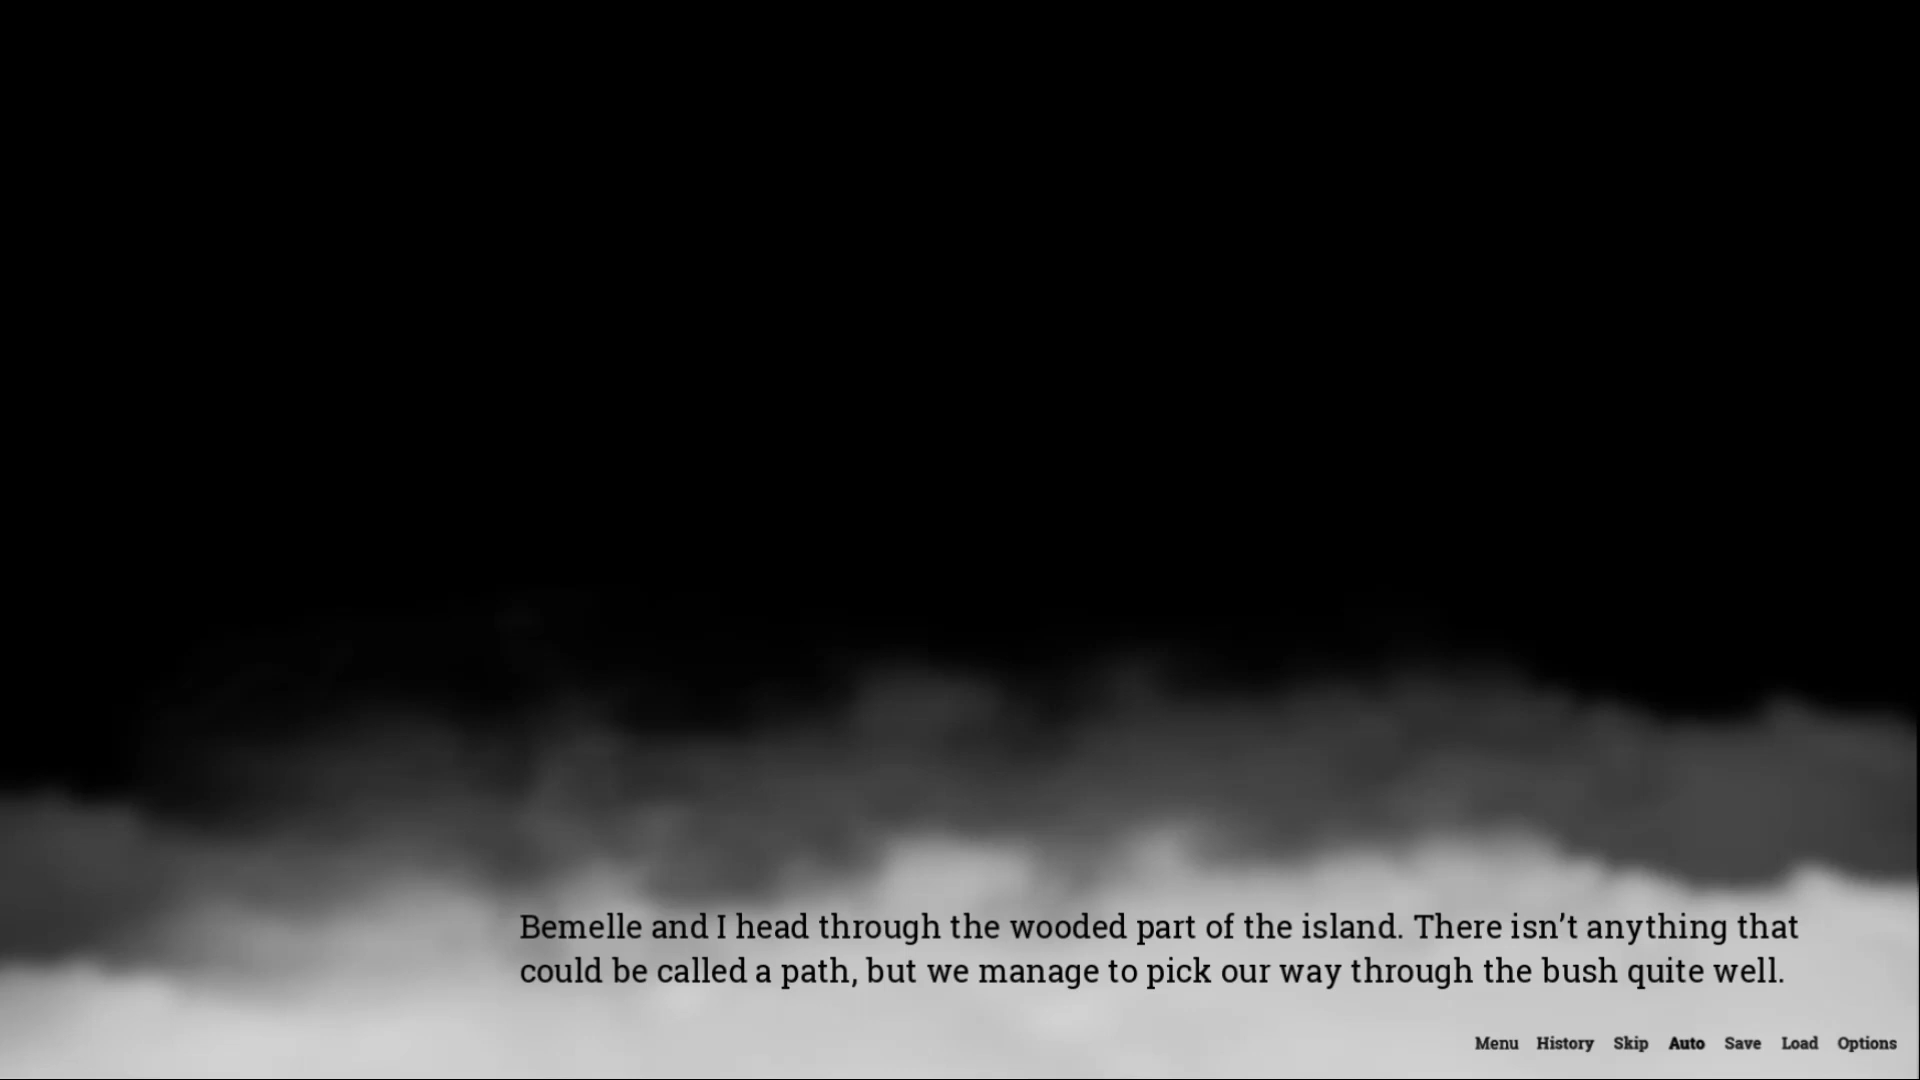 Bemelle and I head through the wooded part of the island. There isn’t anything that
could be called a path, but we manage to pick our way through the bush quite well.
Menu History Skip Auto Save Load Options